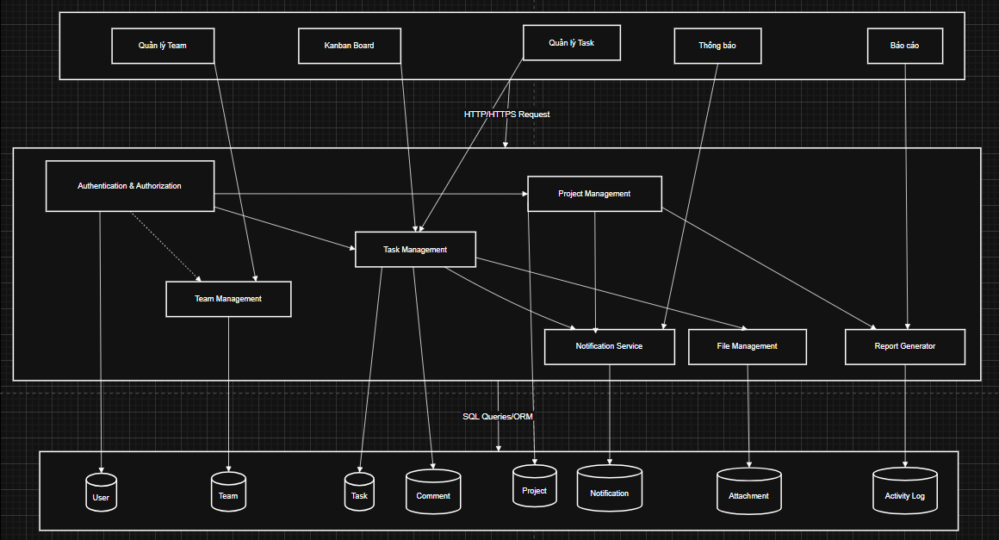 Quản lý Team
Kanban Board
Quản lý Task
Thông báo
Báo cáo
HTTP/HTTPS Request
Authentication & Authorization
Project Management
Task Management
Team Management
Notification Service
File Management
Report Generator
SQL Queries/ORM
User
Team
Task
Comment
Project
Notification
Attachment
Activity Log